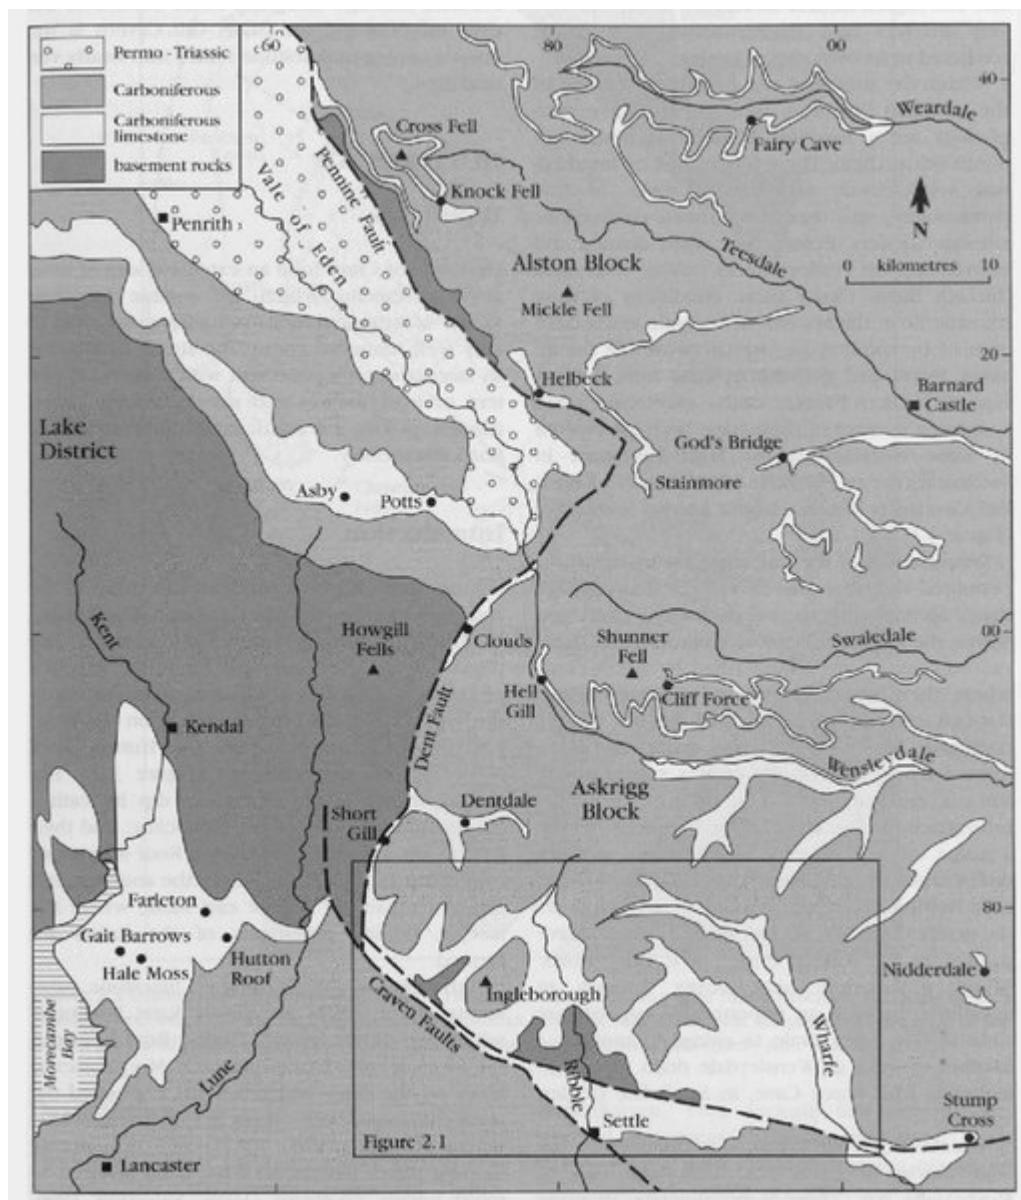 60
80
00
Permo - Triassic
Carboniferous
Carboniferous
limestone
basement rocks
40
Weardale
Cross Fell
Fairy Cave
Pennine Fault
Knock Fell
Vale of Eden
N
Penrith
Teesdale
kilometres
0
10
Alston Block
Mickle Fell
20
Helbeck
Barnard
Castle
Lake
District
God's Bridge
Stainmore
Asby
Potts
Kent
Howgill
Fells
Clouds
Shunner
Fell
Swaledale
00
Hell
Gill
Cliff Force
Kendal
Dent Fault
Wensleydale
Askrigg
Block
Short
Gill
Dentdale
Farleton
80
Gait Barrows
Hale Moss
Hutton
Roof
Nidderdale
Ingleborough
Craven Faults
Morecambe
Bay
Wharfe
Lune
Ribble
Stump
Cross
Settle
Figure 2.1
Lancaster